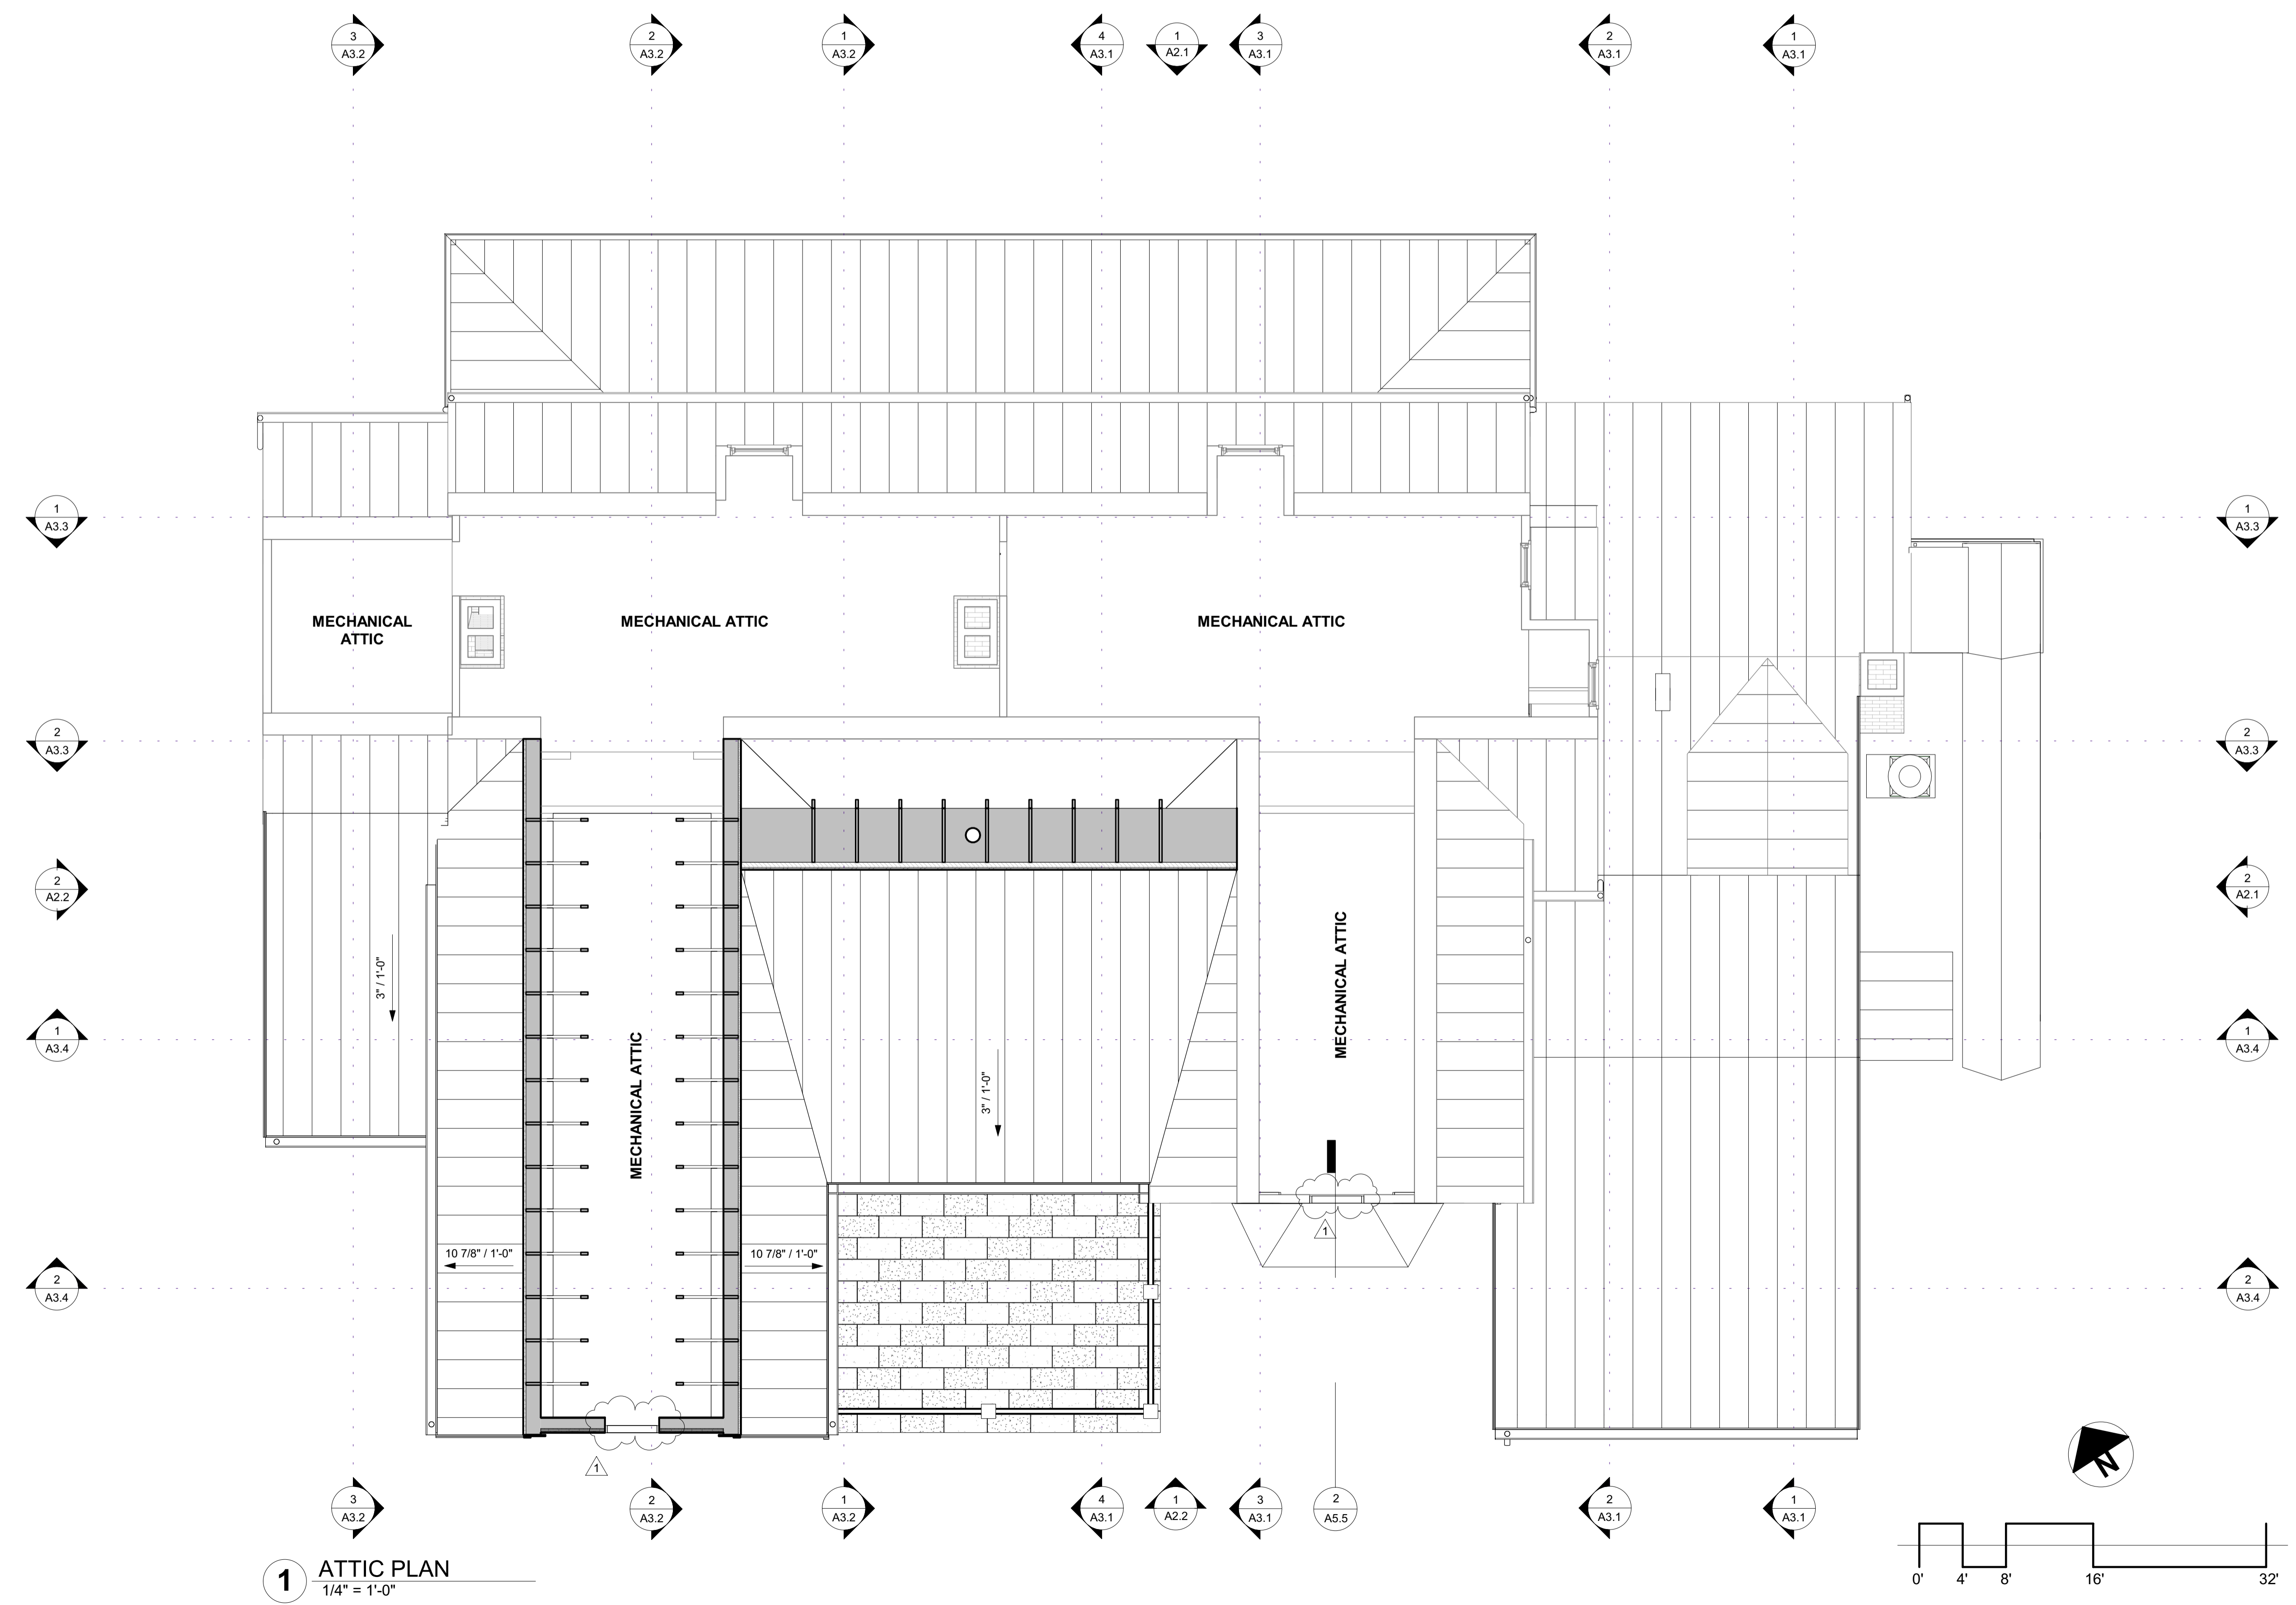 3
A3.2
2
A3.2
1
A3.2
4
A3.1
1
A2.1
3
A3.1
2
A3.1
1
A3.1
1
A3.3
1
A3.3
MECHANICAL
ATTIC
MECHANICAL ATTIC
MECHANICAL ATTIC
2
A3.3
2
A3.3
2
A2.2
2
A2.1
3" / 1'-0"
MECHANICAL ATTIC
1
A3.4
1
A3.4
MECHANICAL ATTIC
3" / 1'-0"
1
10 7/8" / 1'-0"
10 7/8" / 1'-0"
2
A3.4
2
A3.4
1
N
3
A3.2
2
A3.2
1
A3.2
4
A3.1
1
A2.2
3
A3.1
2
A5.5
2
A3.1
1
A3.1
1
ATTIC PLAN
1/4" = 1'-0"
0' 4' 8' 16' 32'